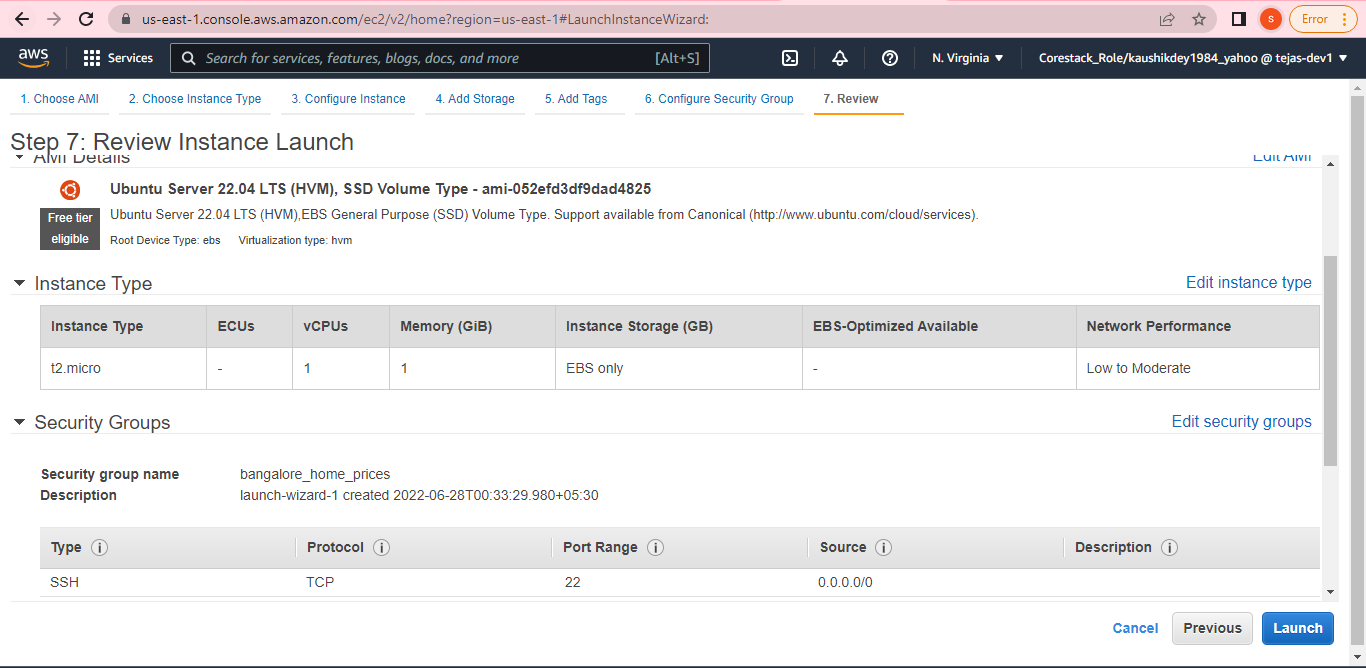 us-east-1.console.aws.amazon.com/ec2/v2/home?region=us-east-1#LaunchInstanceWizard:
S
Error
aws
Services
Search for services, features, blogs, docs, and more
[Alt+S]
N. Virginia
Corestack_Role/kaushikdey1984_yahoo @ tejas-dev1
1. Choose AMI 2. Choose Instance Type 3. Configure Instance 4. Add Storage 5. Add Tags 6. Configure Security Group 7. Review
Step 7: Review Instance Launch
AMI Details
Edit AMI
Ubuntu Server 22.04 LTS (HVM), SSD Volume Type - ami-052efd3df9dad4825
Free tier
eligible
Ubuntu Server 22.04 LTS (HVM),EBS General Purpose (SSD) Volume Type. Support available from Canonical (http://www.ubuntu.com/cloud/services).
Root Device Type: ebs Virtualization type: hvm
Instance Type
Edit instance type
Instance Type ECUs vCPUs Memory (GiB) Instance Storage (GB) EBS-Optimized Available Network Performance
t2.micro - 1 1 EBS only - Low to Moderate
Security Groups
Edit security groups
Security group name bangalore_home_prices
Description launch-wizard-1 created 2022-06-28T00:33:29.980+05:30
Type Protocol Port Range Source Description
SSH TCP 22 0.0.0.0/0
Cancel Previous Launch